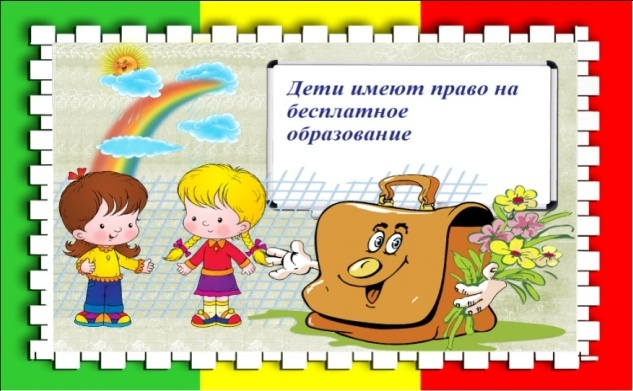 Дети имеют право на
бесплатное
образование